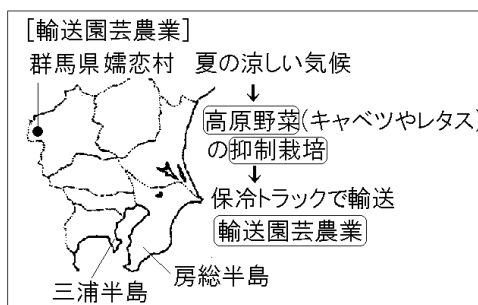 [輸送園芸農業]
群馬県嬬恋村 夏の涼しい気候
高原野菜(キャベツやレタス)
の抑制栽培
保冷トラックで輸送
輸送園芸農業
房総半島
三浦半島